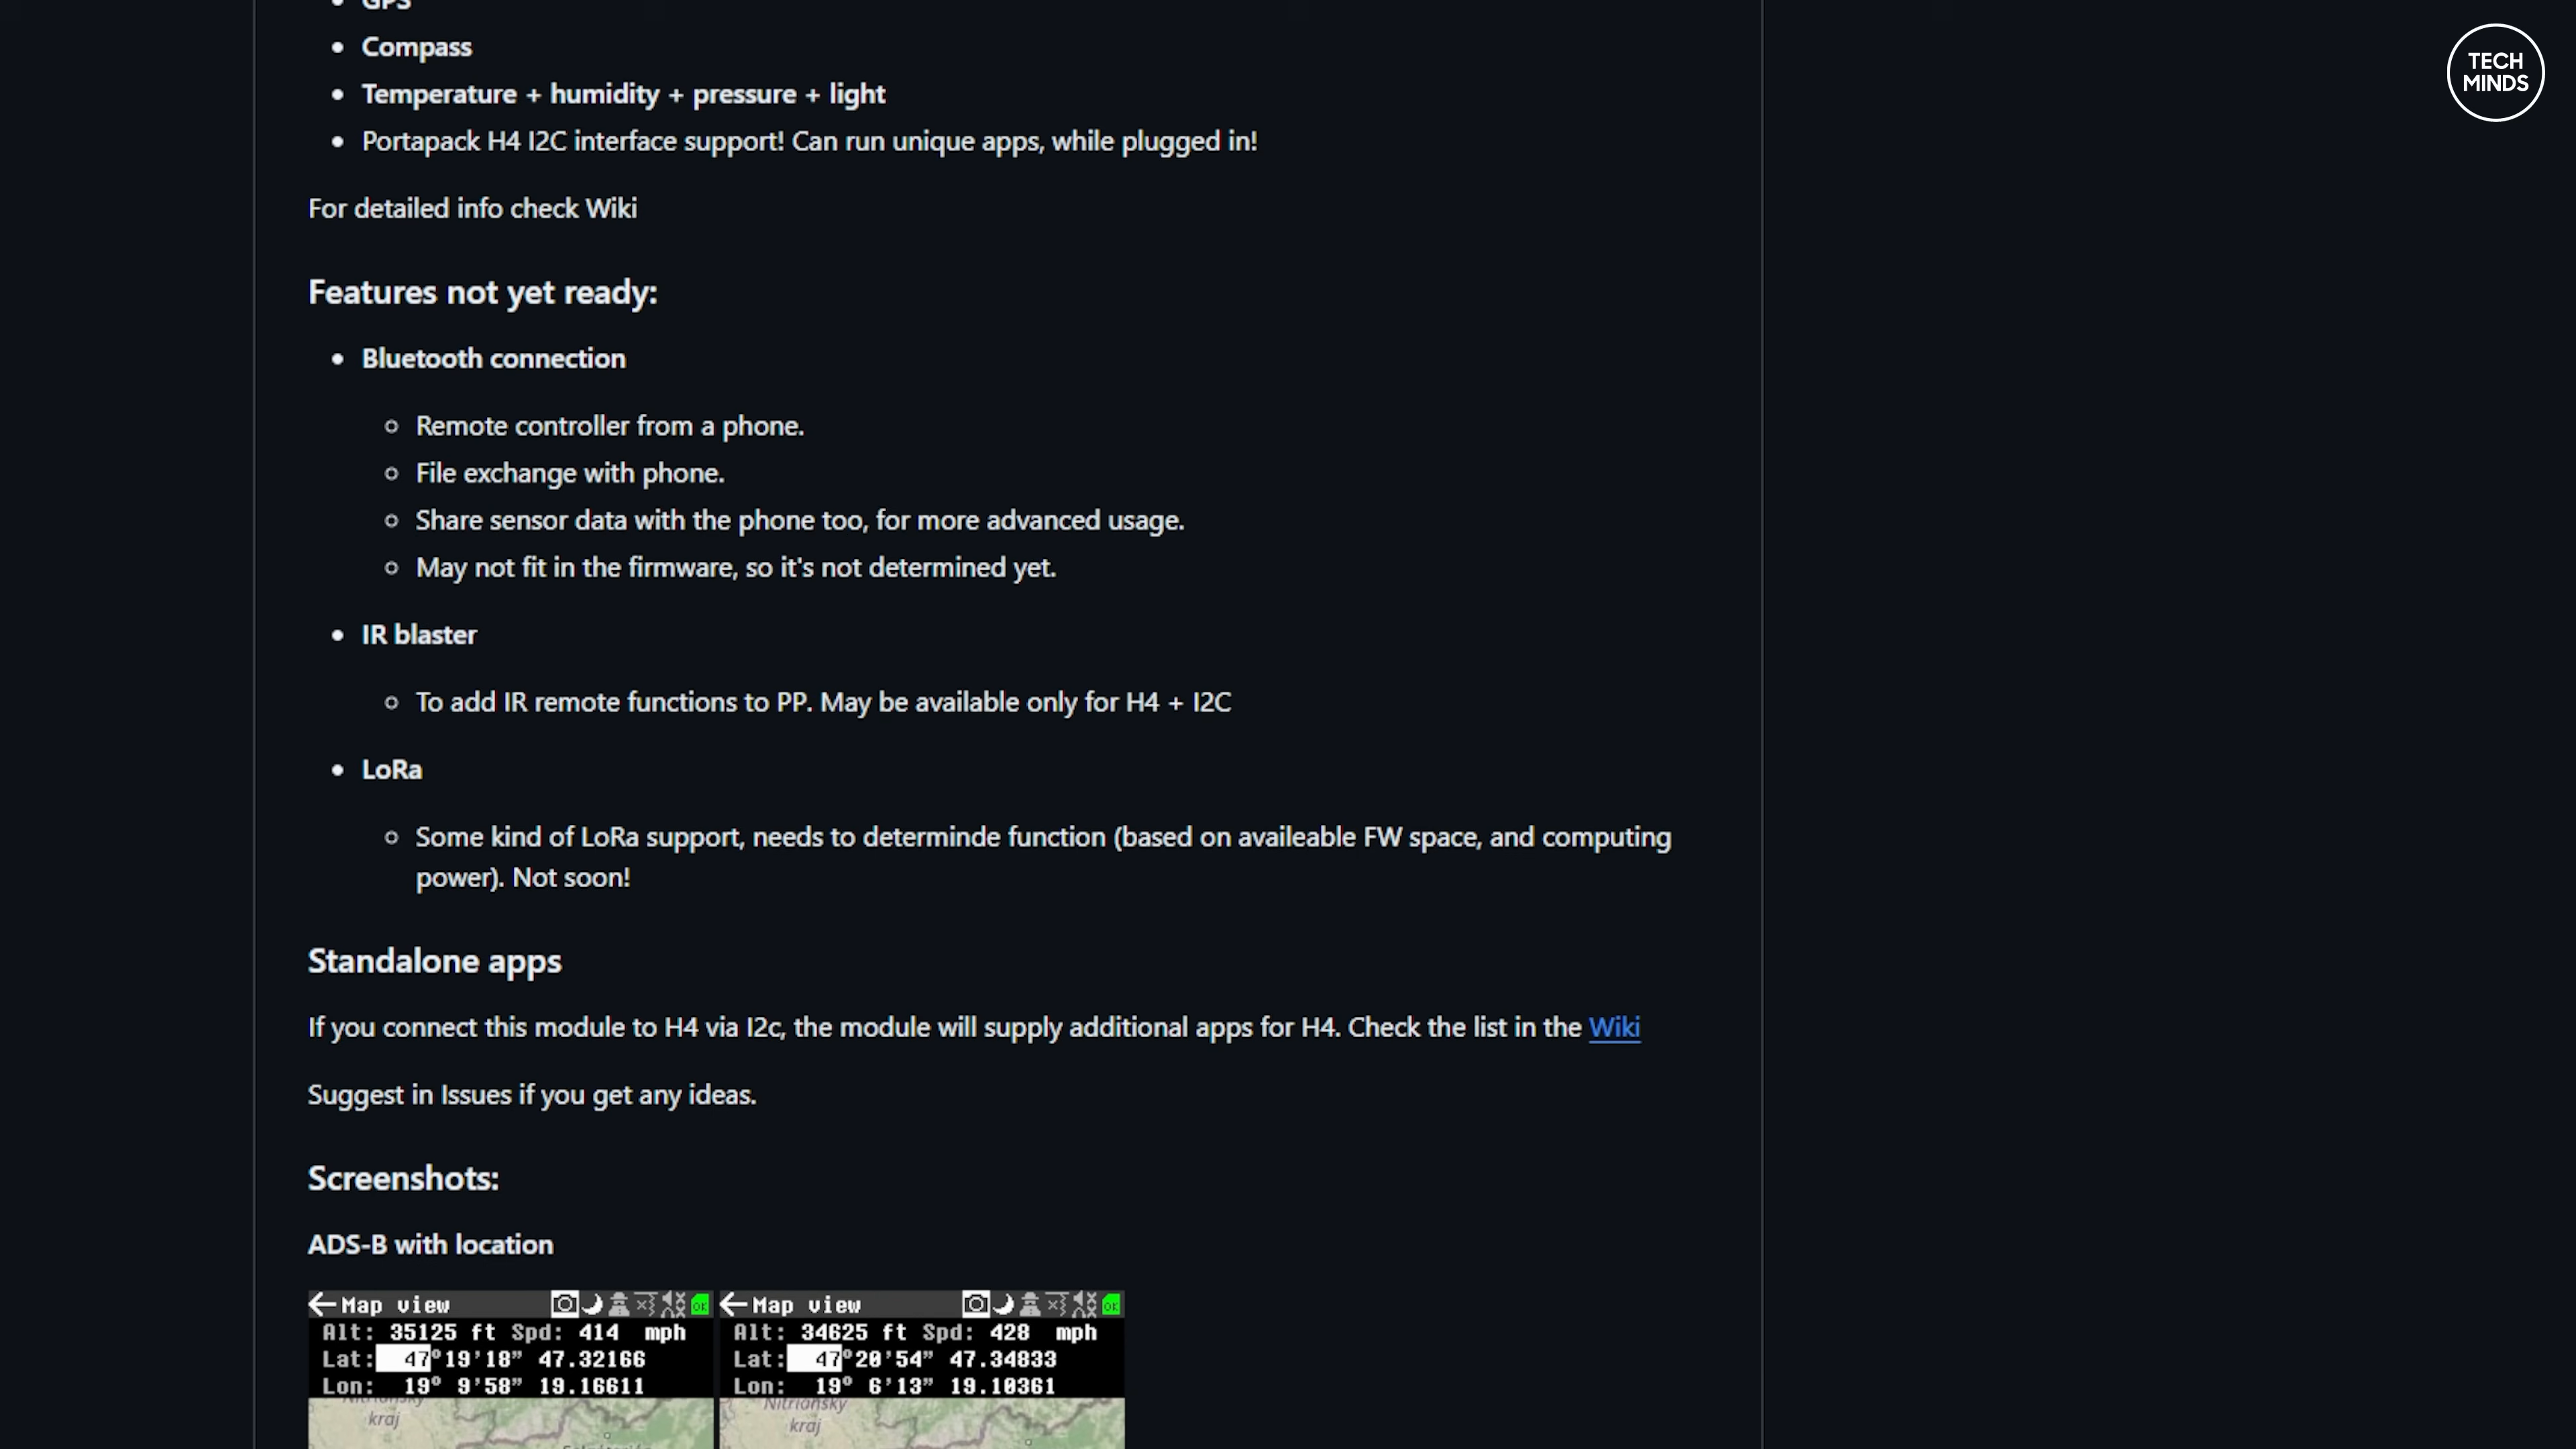 GPS
Compass
Temperature + humidity + pressure + light
Portapack H4 I2C interface support! Can run unique apps, while plugged in!
For detailed info check Wiki
Features not yet ready:
Bluetooth connection
Remote controller from a phone.
File exchange with phone.
Share sensor data with the phone too, for more advanced usage.
May not fit in the firmware, so it's not determined yet.
IR blaster
To add IR remote functions to PP. May be available only for H4 + I2C
LoRa
Some kind of LoRa support, needs to determinde function (based on availeable FW space, and computing
power). Not soon!
Standalone apps
If you connect this module to H4 via I2c, the module will supply additional apps for H4. Check the list in the Wiki
Suggest in Issues if you get any ideas.
Screenshots:
ADS-B with location
Map view
Alt: 35125 ft Spd: 414 mph
Lat: 47°19'18" 47.32166
Lon: 19° 9'58" 19.16611
Nitriansky
kraj
Map view
Alt: 34625 ft Spd: 428 mph
Lat: 47°20'54" 47.34833
Lon: 19° 6'13" 19.10361
Nitriansky
kraj
TECH
MINDS